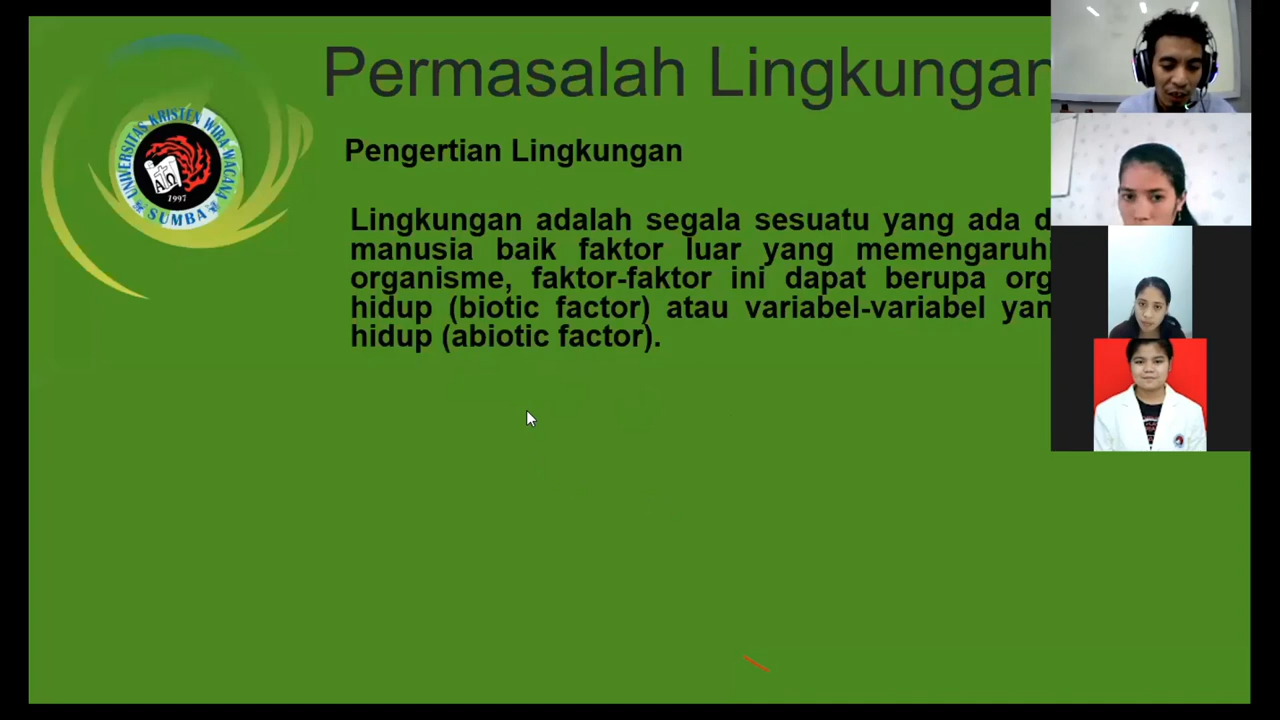 Permasalah Lingkungan
Pengertian Lingkungan
Lingkungan adalah segala sesuatu yang ada d
manusia baik faktor luar yang memengaruhi
organisme, faktor-faktor ini dapat berupa org
hidup (biotic factor) atau variabel-variabel yan
hidup (abiotic factor).
UNIVERSITAS KRISTEN WIRA WACANA
ΑΩ
1997
SUMBA